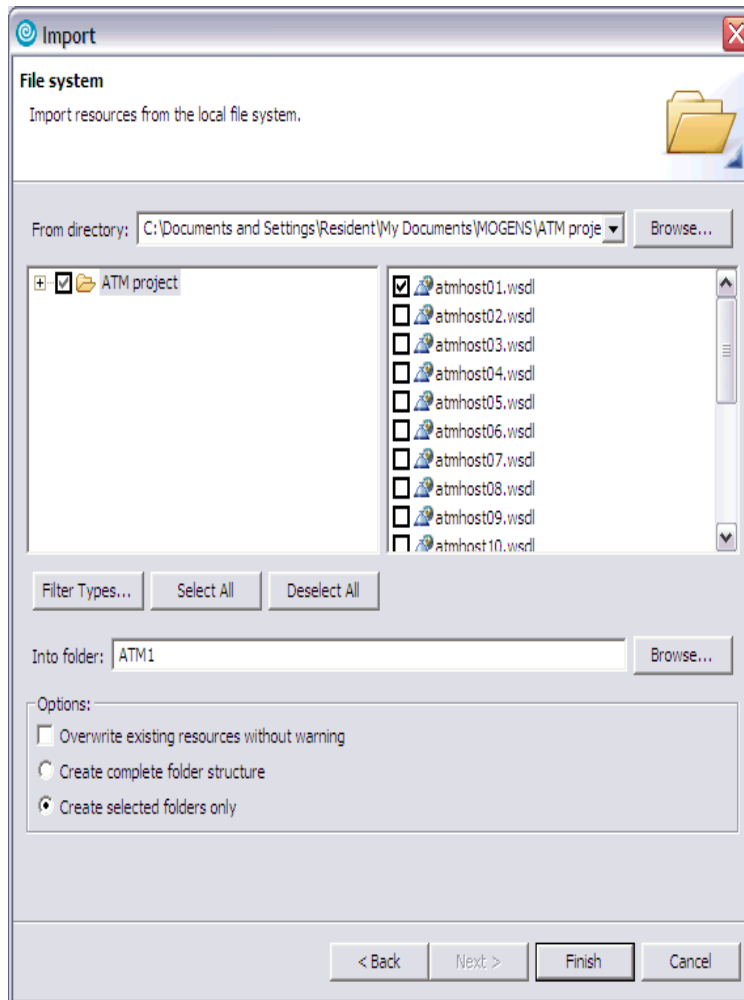 Import
File system
Import resources from the local file system.
From directory: C:\Documents and Settings\Resident\My Documents\MOGENS\ATM proje Browse...
ATM project
atmhost01.wsdl
atmhost02.wsdl
atmhost03.wsdl
atmhost04.wsdl
atmhost05.wsdl
atmhost06.wsdl
atmhost07.wsdl
atmhost08.wsdl
atmhost09.wsdl
atmhost10.wsdl
Filter Types... Select All Deselect All
Into folder: ATM1 Browse...
Options:
Overwrite existing resources without warning
Create complete folder structure
Create selected folders only
< Back Next > Finish Cancel